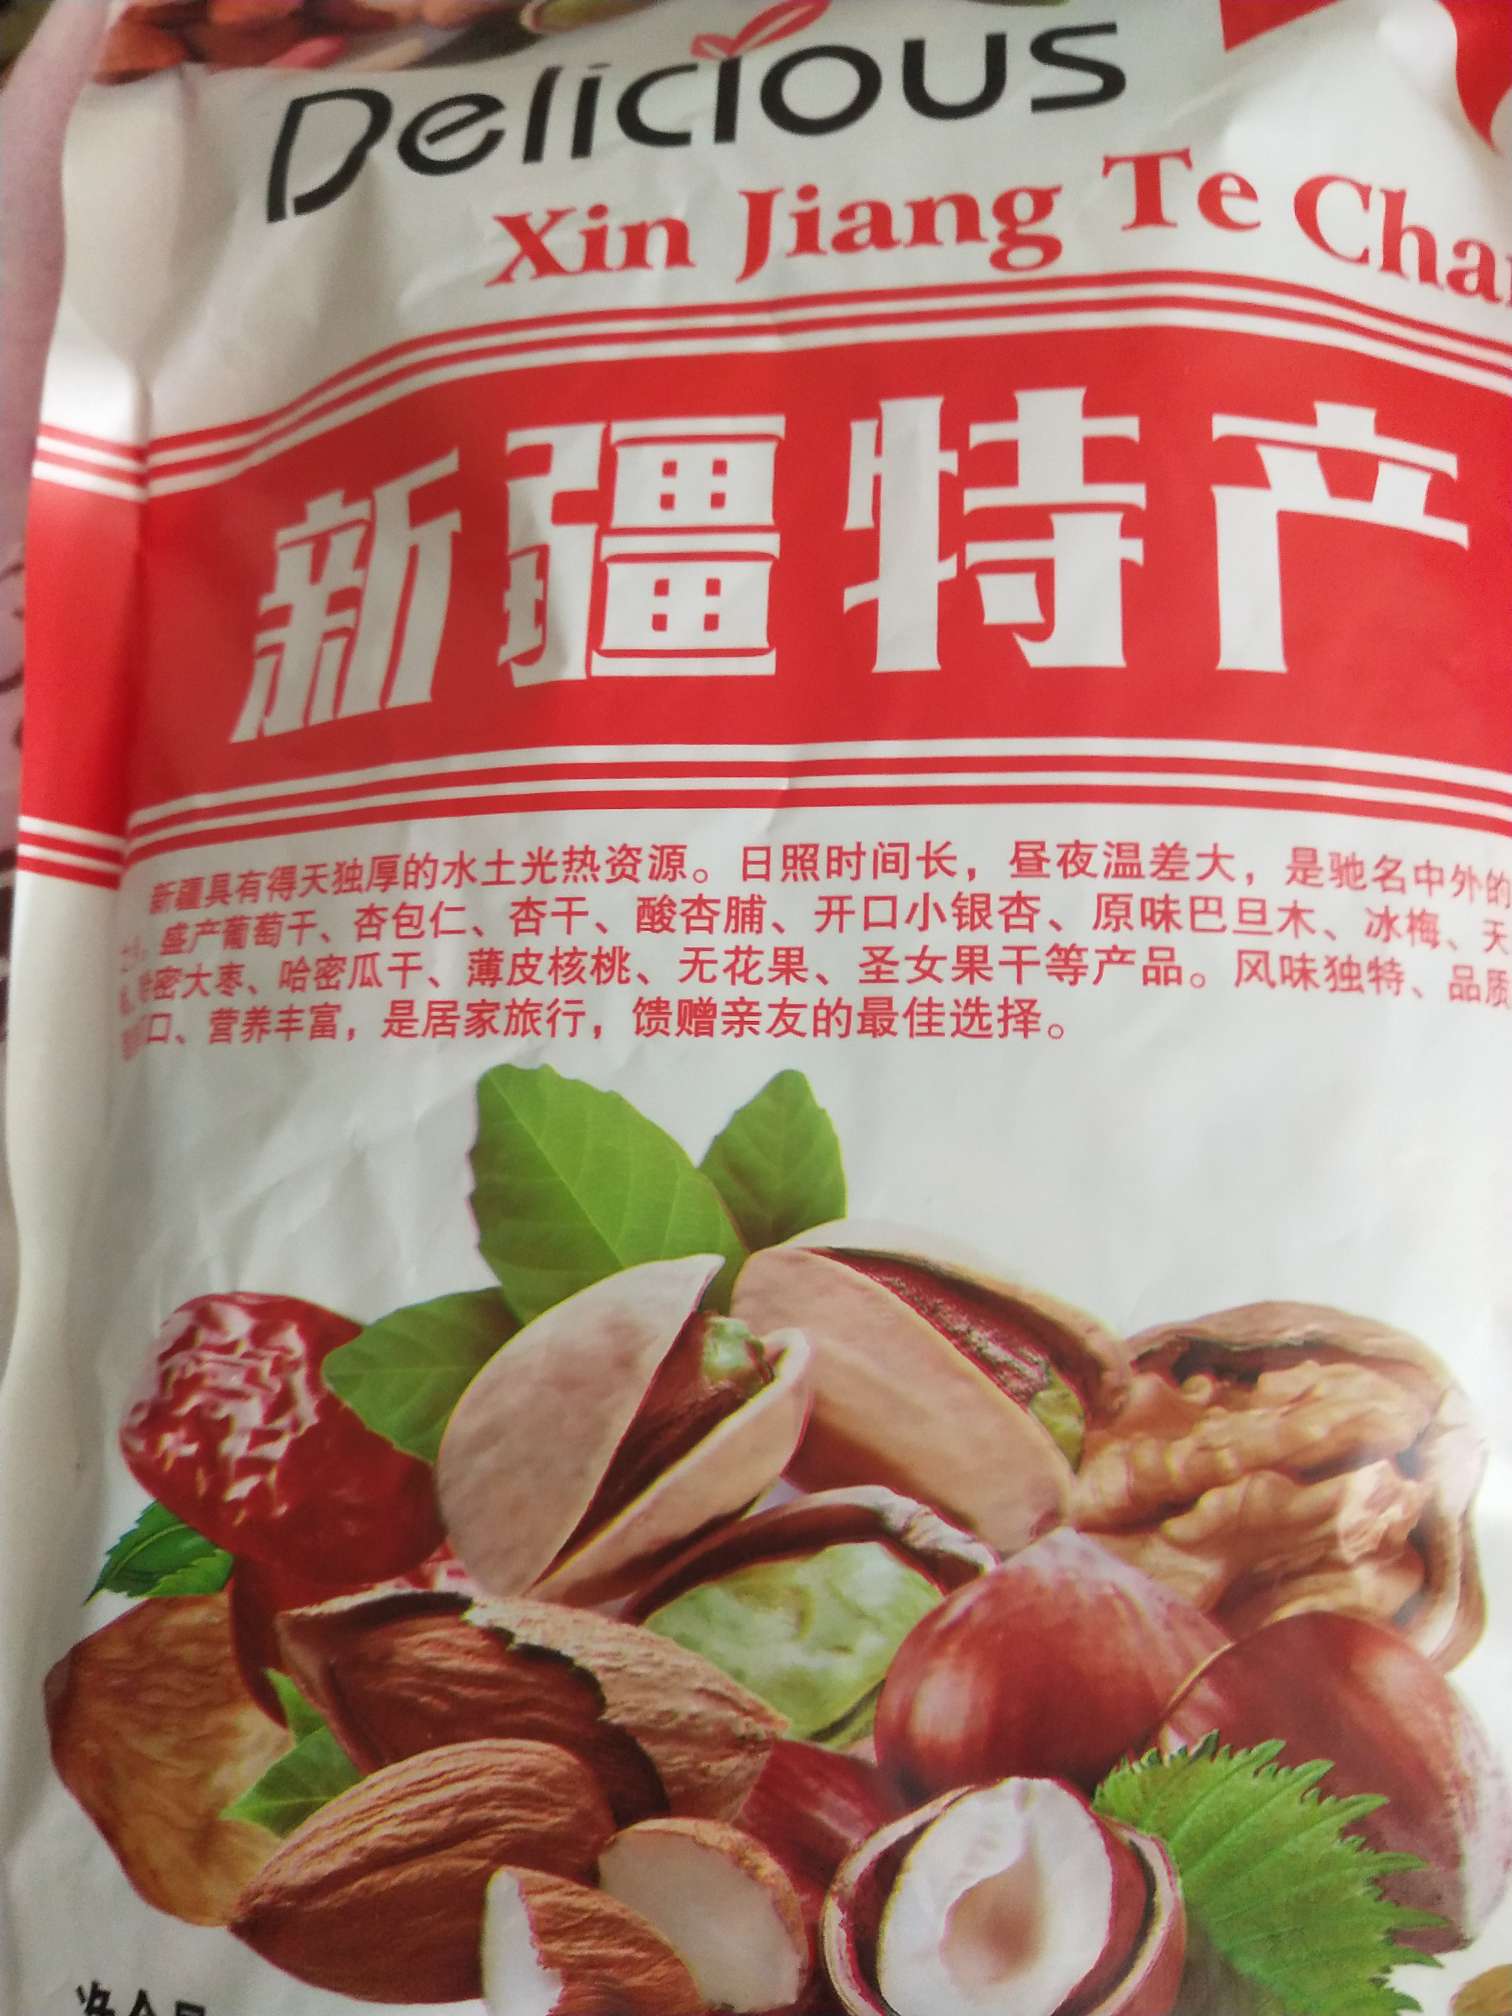 Delicious
Xin Jiang Te Cha
新疆特产
新疆具有得天独厚的水土光热资源。日照时间长，昼夜温差大，是驰名中外的
盛产葡萄干、杏包仁、杏干、酸杏脯、开口小银杏、原味巴旦木、冰梅、天
哈密大枣、哈密瓜干、薄皮核桃、无花果、圣女果干等产品。风味独特、品质
口、营养丰富，是居家旅行，馈赠亲友的最佳选择。